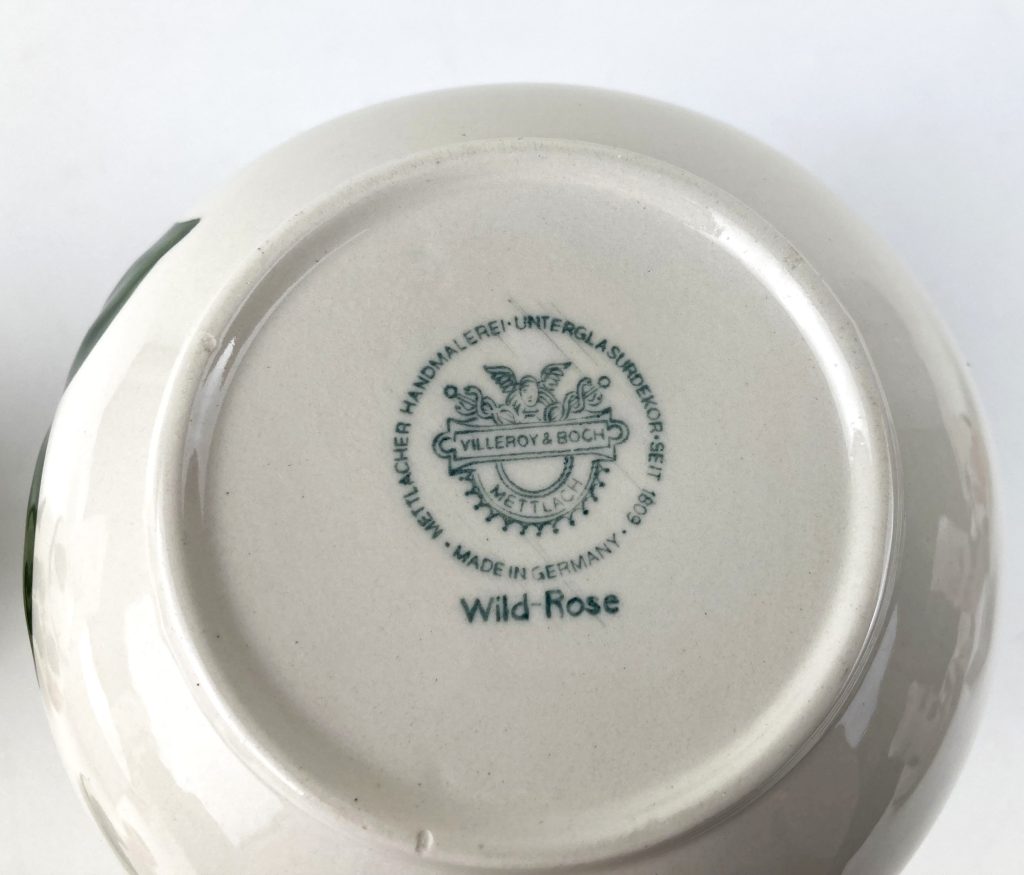 METTLACHER HANDMALEREI · UNTERGLASURDEKOR · SEIT 1809 ·
VILLEROY & BOCH
METTLACH
MADE IN GERMANY ·
Wild-Rose